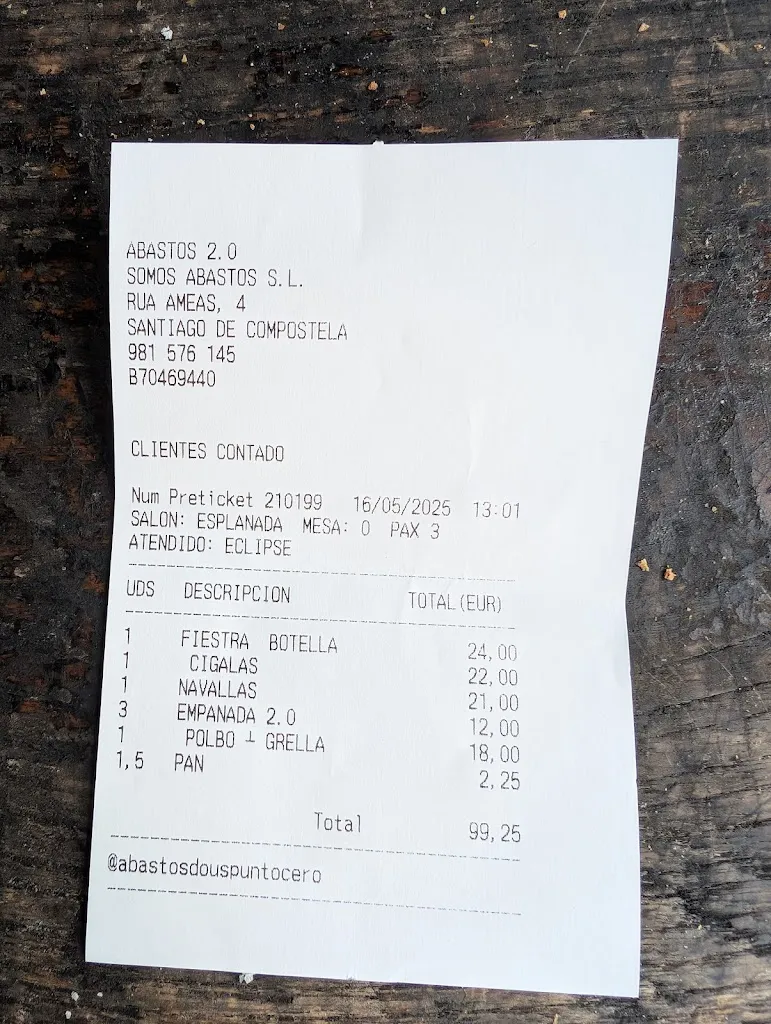 ABASTOS 2.0
SOMOS ABASTOS S.L.
RUA AMEAS, 4
SANTIAGO DE COMPOSTELA
981 576 145
B70469440
CLIENTES CONTADO
Num Preticket 210199 16/05/2025 13:01
SALON: ESPLANADA MESA: 0 PAX 3
ATENDIDO: ECLIPSE
UDS DESCRIPCION TOTAL(EUR)
1 FIESTRA BOTELLA 24,00
1 CIGALAS 22,00
1 NAVALLAS 21,00
3 EMPANADA 2.0 12,00
1 POLBO ┴ GRELLA 18,00
1,5 PAN 2,25
Total 99,25
@abastosdouspuntocero